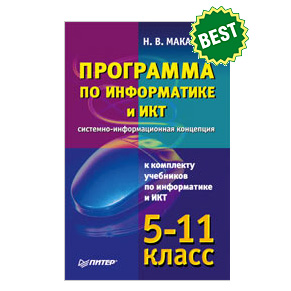 BEST
Н. В.
ПРОГРАММА
ПО ИНФОРМАТИКЕ
И ИКТ
системно-информационная концепция
к комплекту
учебников
по информатике
и ИКТ
5-11
класс
ПИТЕР